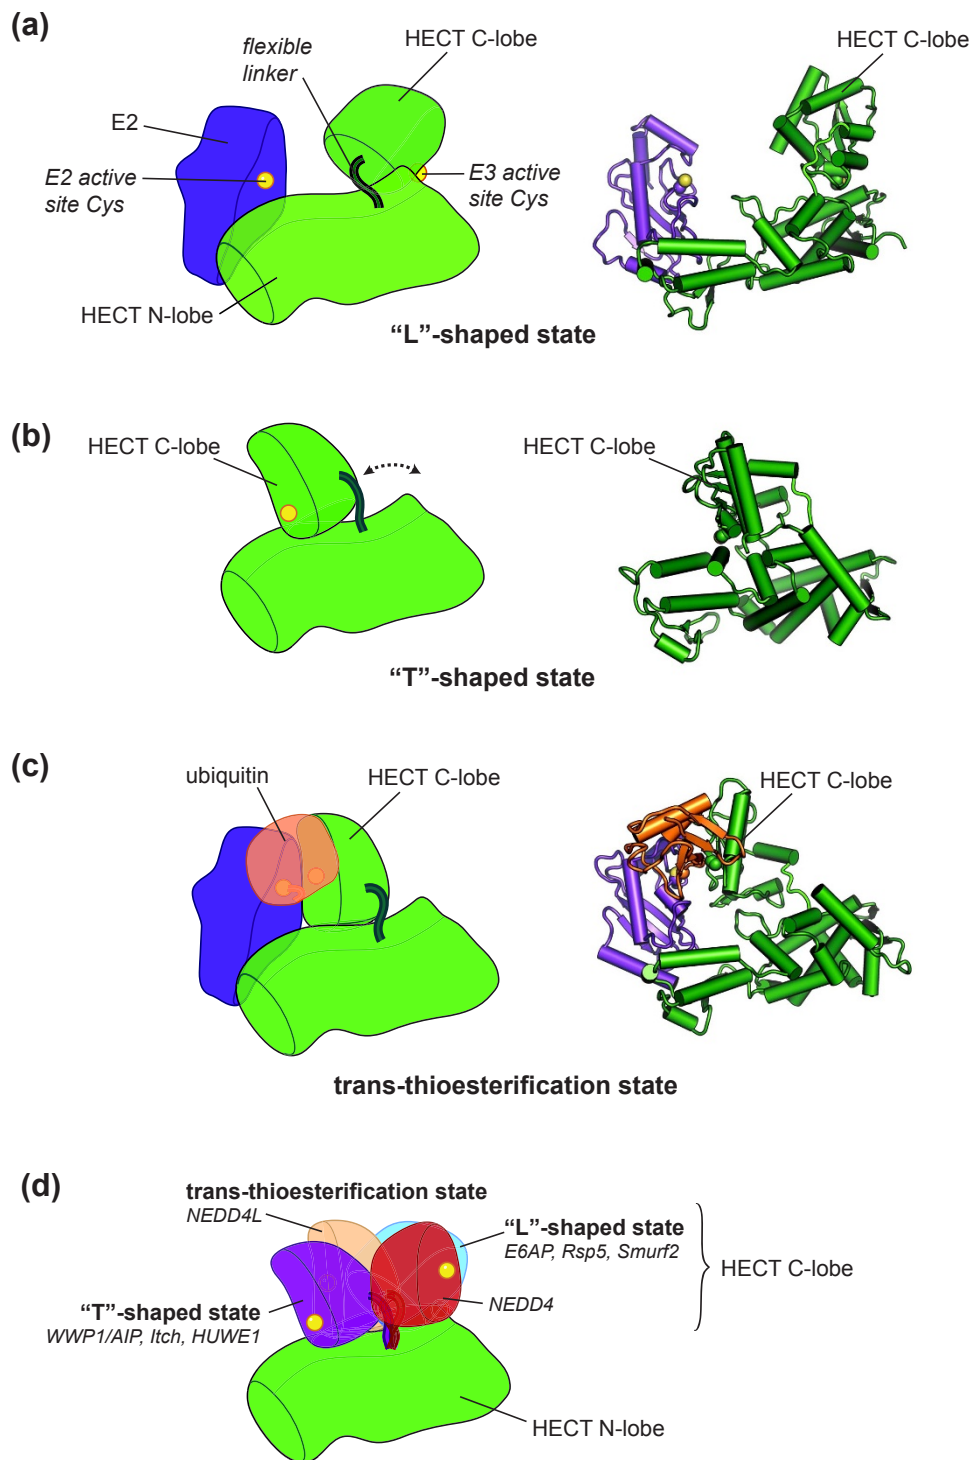 (a)
HECT C-lobe
flexible
linker
HECT C-lobe
E2
E2 active
site Cys
E3 active
site Cys
HECT N-lobe
“L”-shaped state
(b)
HECT C-lobe
HECT C-lobe
“T”-shaped state
(c)
ubiquitin
HECT C-lobe
HECT C-lobe
trans-thioesterification state
(d)
trans-thioesterification state
NEDD4L
“L”-shaped state
E6AP, Rsp5, Smurf2
HECT C-lobe
“T”-shaped state
WWP1/AIP, Itch, HUWE1
NEDD4
HECT N-lobe